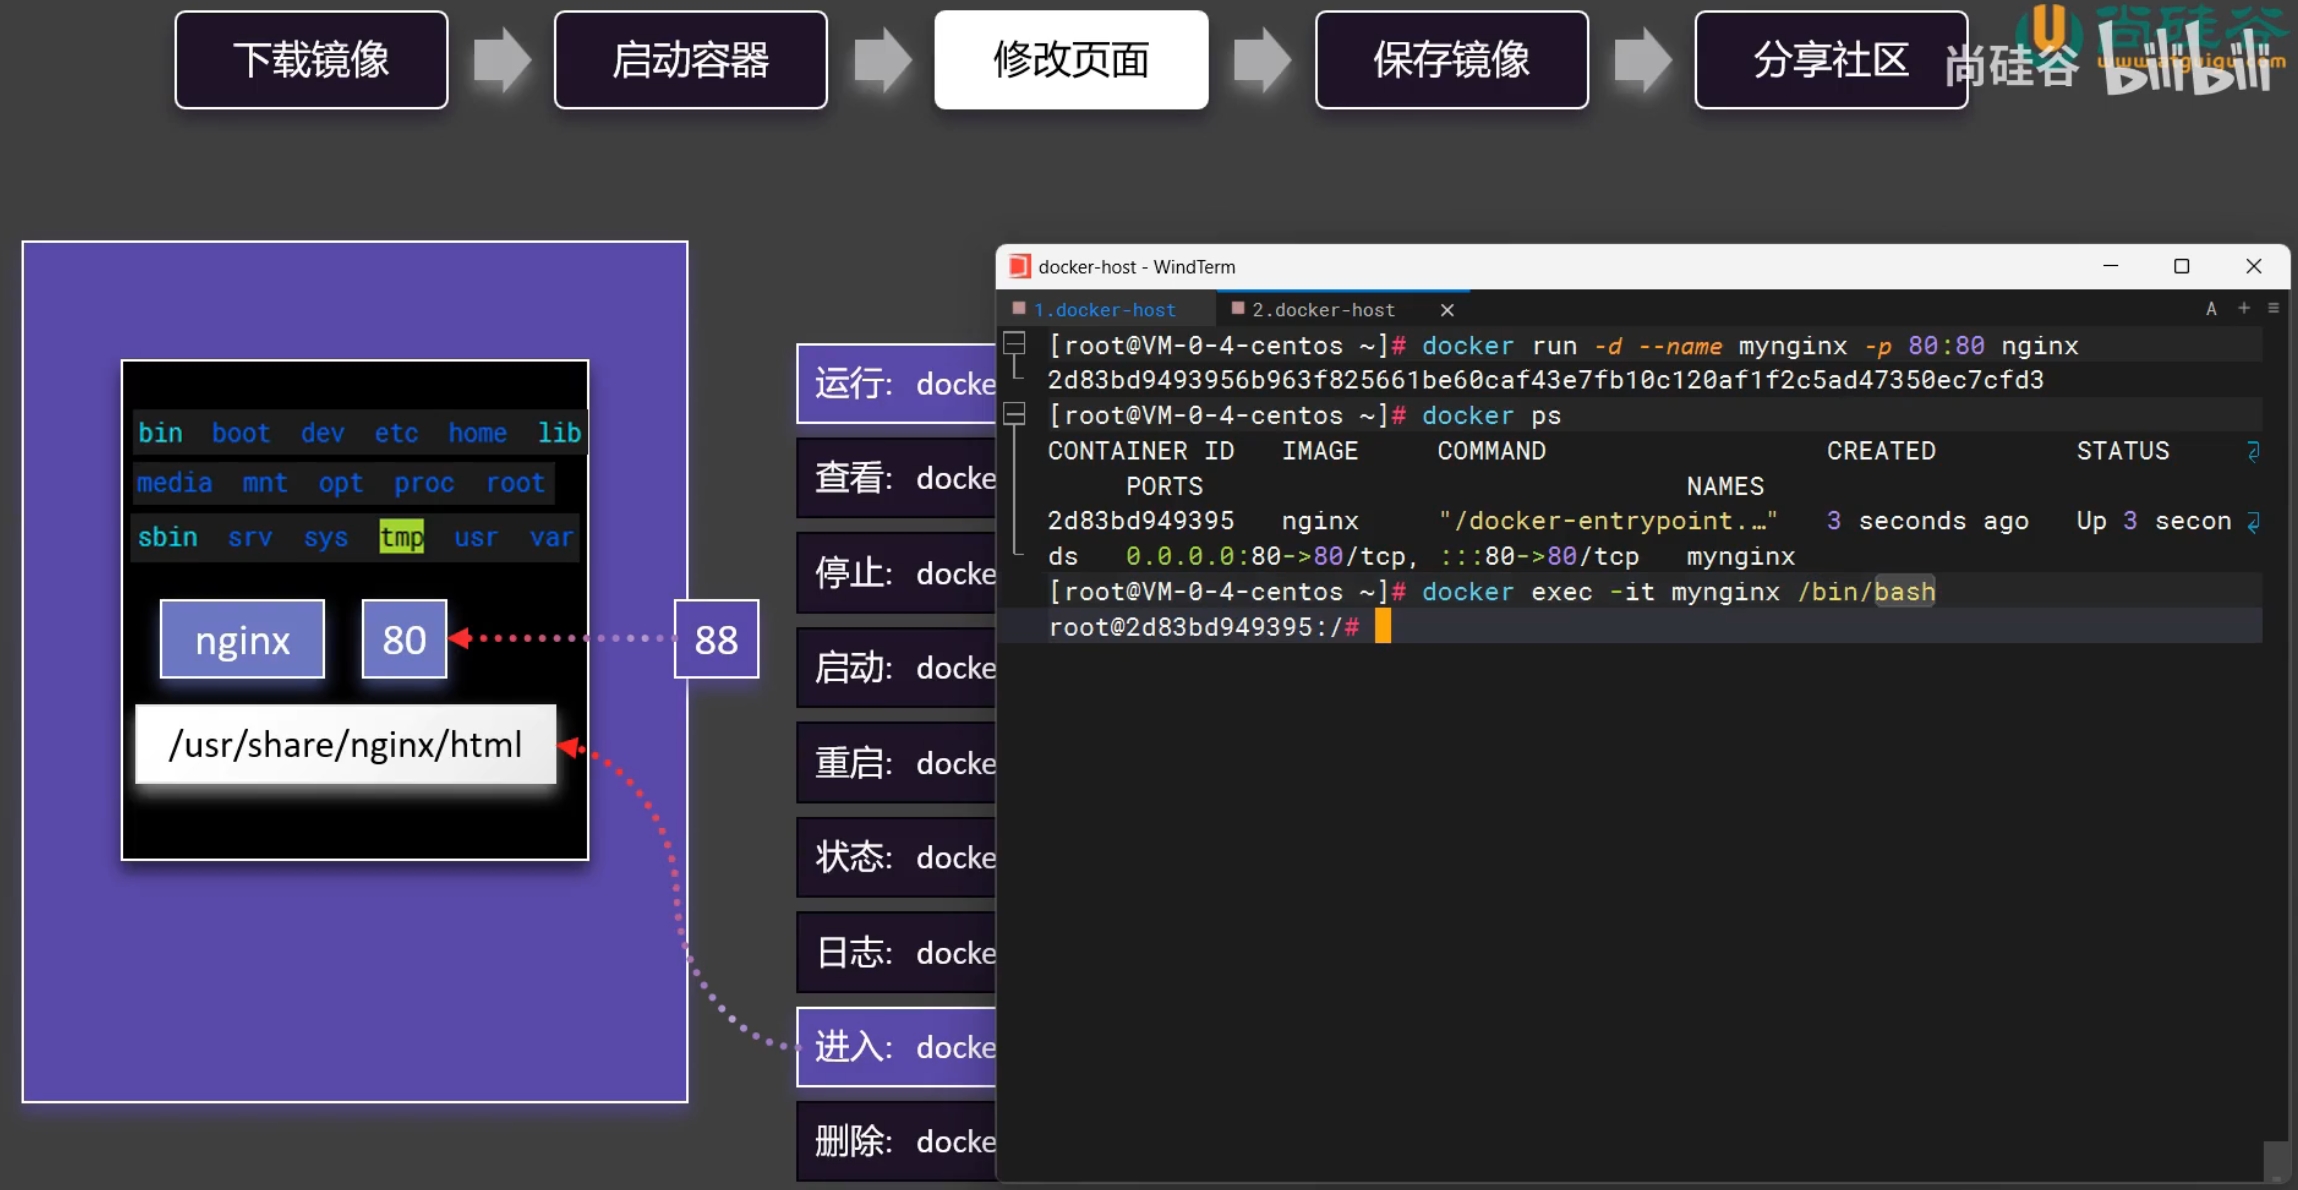 下载镜像
启动容器
修改页面
保存镜像
分享社区
尚硅谷
bilibili
尚硅谷
www.atguigu.com
bin boot dev etc home lib
media mnt opt proc root
sbin srv sys tmp usr var
nginx
80
88
/usr/share/nginx/html
运行: docke
查看: docke
停止: docke
启动: docke
重启: docke
状态: docke
日志: docke
进入: docke
删除: docke
docker-host - WindTerm
1.docker-host
2.docker-host
A
[root@VM-0-4-centos ~]# docker run -d --name mynginx -p 80:80 nginx
2d83bd9493956b963f825661be60caf43e7fb10c120af1f2c5ad47350ec7cfd3
[root@VM-0-4-centos ~]# docker ps
CONTAINER ID IMAGE COMMAND CREATED STATUS
PORTS NAMES
2d83bd949395 nginx "/docker-entrypoint.…" 3 seconds ago Up 3 secon
ds 0.0.0.0:80->80/tcp, :::80->80/tcp mynginx
[root@VM-0-4-centos ~]# docker exec -it mynginx /bin/bash
root@2d83bd949395:/#